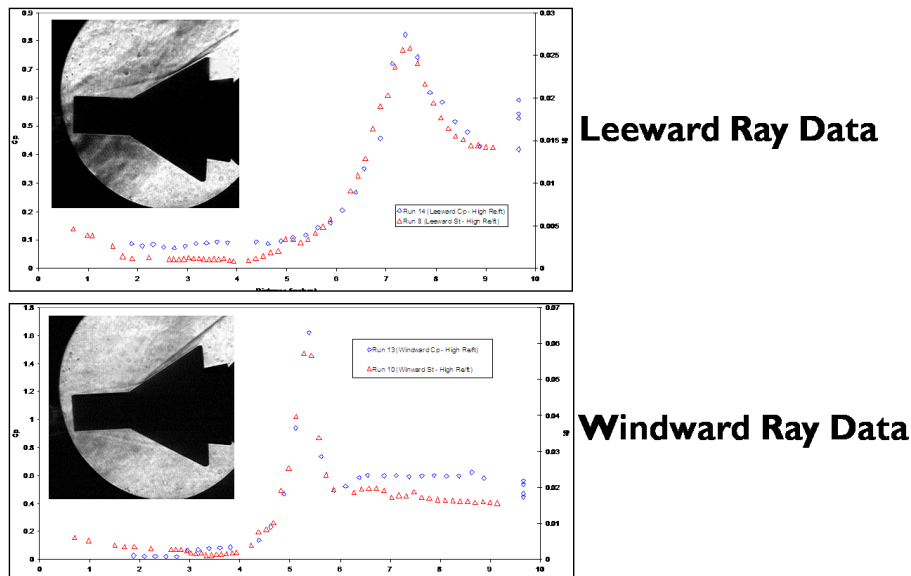 0.9
0.03
0.8
0.025
0.7
0.6
0.02
0.5
Cp
Leeward Ray Data
0.015
St
0.4
0.3
0.01
Run 14 (Leeward Cp - High Re/ft)
Run 8 (Leeward St - High Re/ft)
0.2
0.005
0.1
0
0
0 1 2 3 4 5 6 7 8 9 10
1.8
0.07
1.6
0.06
1.4
Run 13 (Windward Cp - High Re/ft)
Run 10 (Winward St - High Re/ft)
0.05
1.2
0.04
1
Cp
Windward Ray Data
St
0.8
0.03
0.6
0.02
0.4
0.01
0.2
0
0
0 1 2 3 4 5 6 7 8 9 10